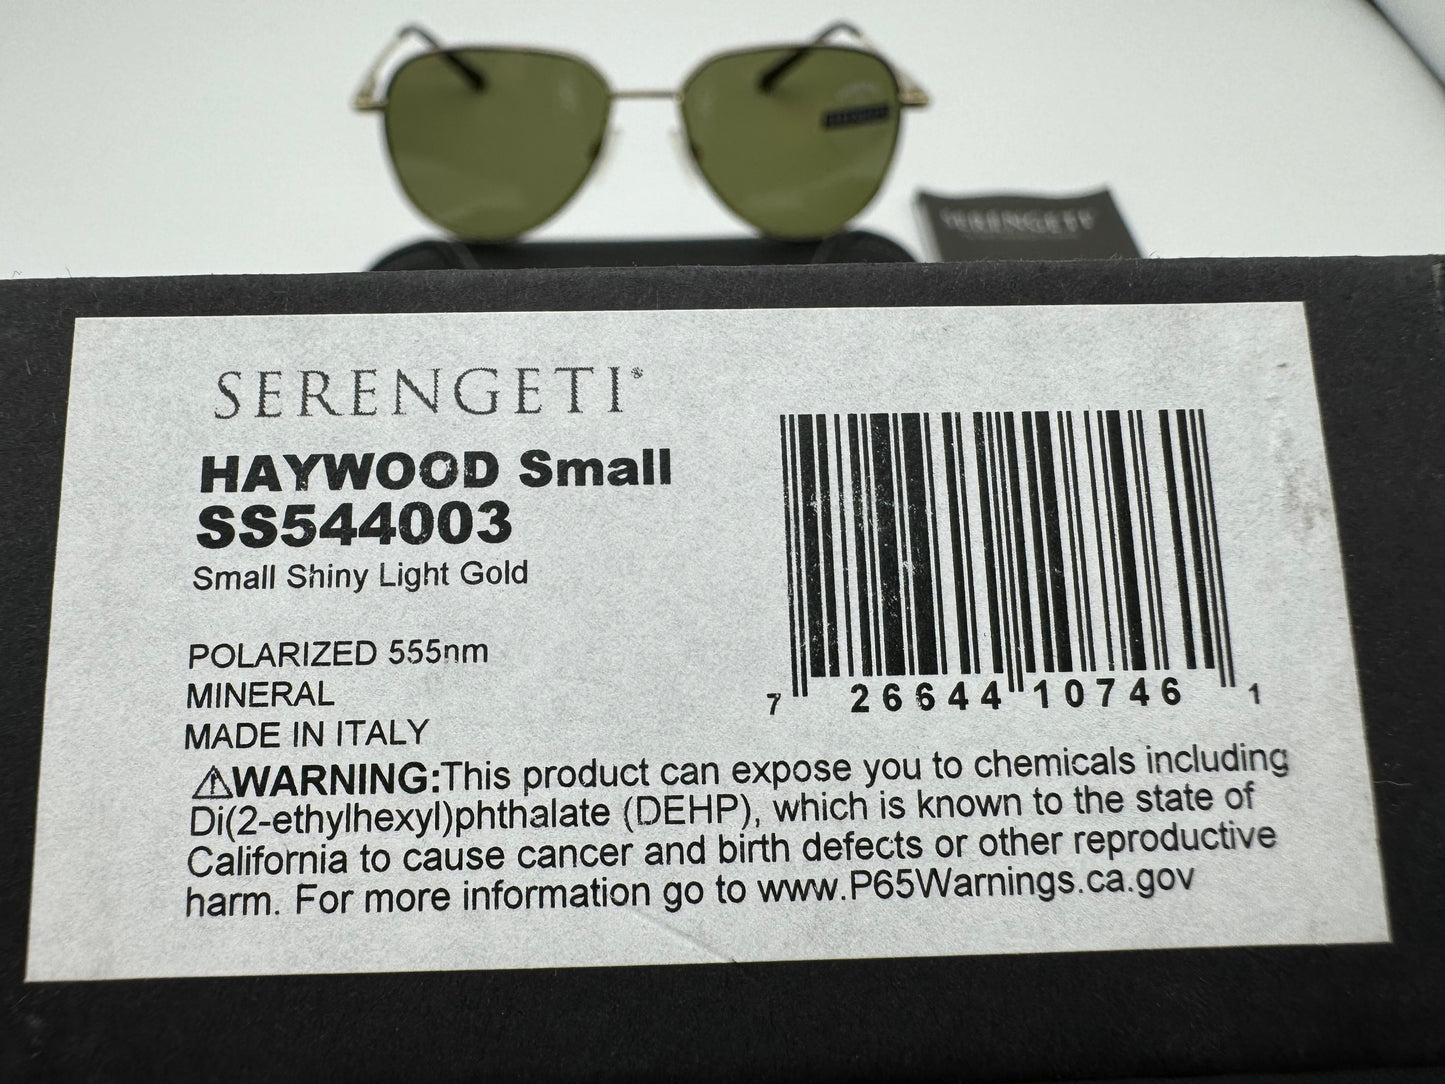 SERENGETI
SERENGETI®
HAYWOOD Small
SS544003
Small Shiny Light Gold
POLARIZED 555nm
MINERAL
MADE IN ITALY
7 26644 10746 1
⚠WARNING:This product can expose you to chemicals including
Di(2-ethylhexyl)phthalate (DEHP), which is known to the state of
California to cause cancer and birth defects or other reproductive
harm. For more information go to www.P65Warnings.ca.gov